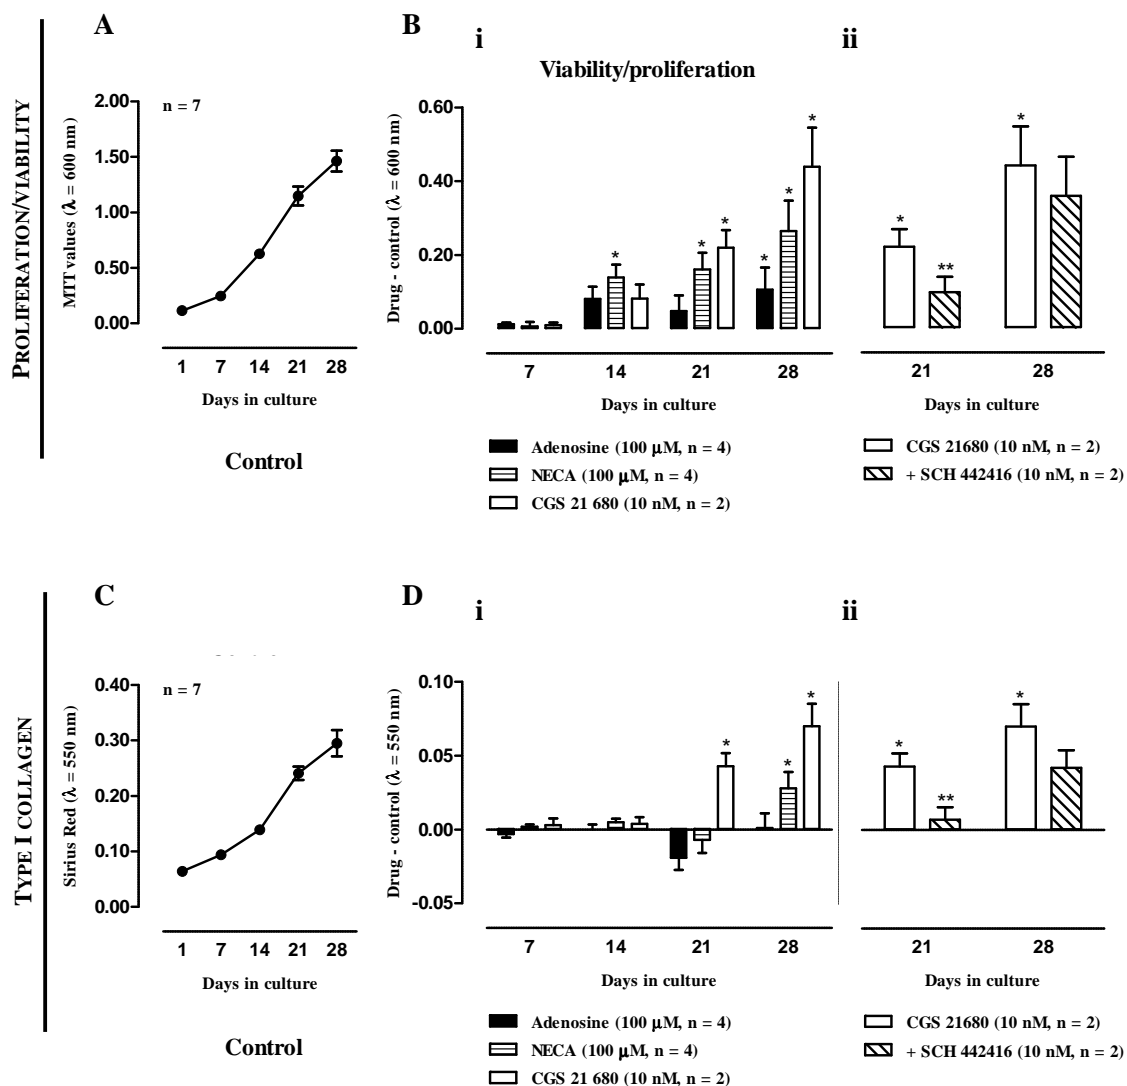 PROLIFERATION/VIABILITY
A
n = 7
MTT values (λ = 600 nm)
2.00
1.50
1.00
0.50
0.00
1 7 14 21 28
Days in culture
Control
B
i
Viability/proliferation
Drug - control (λ = 600 nm)
0.60
0.40
0.20
0.00
* * * * * *
7 14 21 28
Days in culture
Adenosine (100 μM, n = 4)
NECA (100 μM, n = 4)
CGS 21 680 (10 nM, n = 2)
ii
* ** *
21 28
Days in culture
CGS 21680 (10 nM, n = 2)
+ SCH 442416 (10 nM, n = 2)
TYPE I COLLAGEN
C
n = 7
Sirius Red (λ = 550 nm)
0.40
0.30
0.20
0.10
0.00
1 7 14 21 28
Days in culture
Control
D
i
Drug - control (λ = 550 nm)
0.10
0.05
0.00
-0.05
* * *
7 14 21 28
Days in culture
Adenosine (100 μM, n = 4)
NECA (100 μM, n = 4)
CGS 21 680 (10 nM, n = 2)
ii
* ** *
21 28
Days in culture
CGS 21680 (10 nM, n = 2)
+ SCH 442416 (10 nM, n = 2)